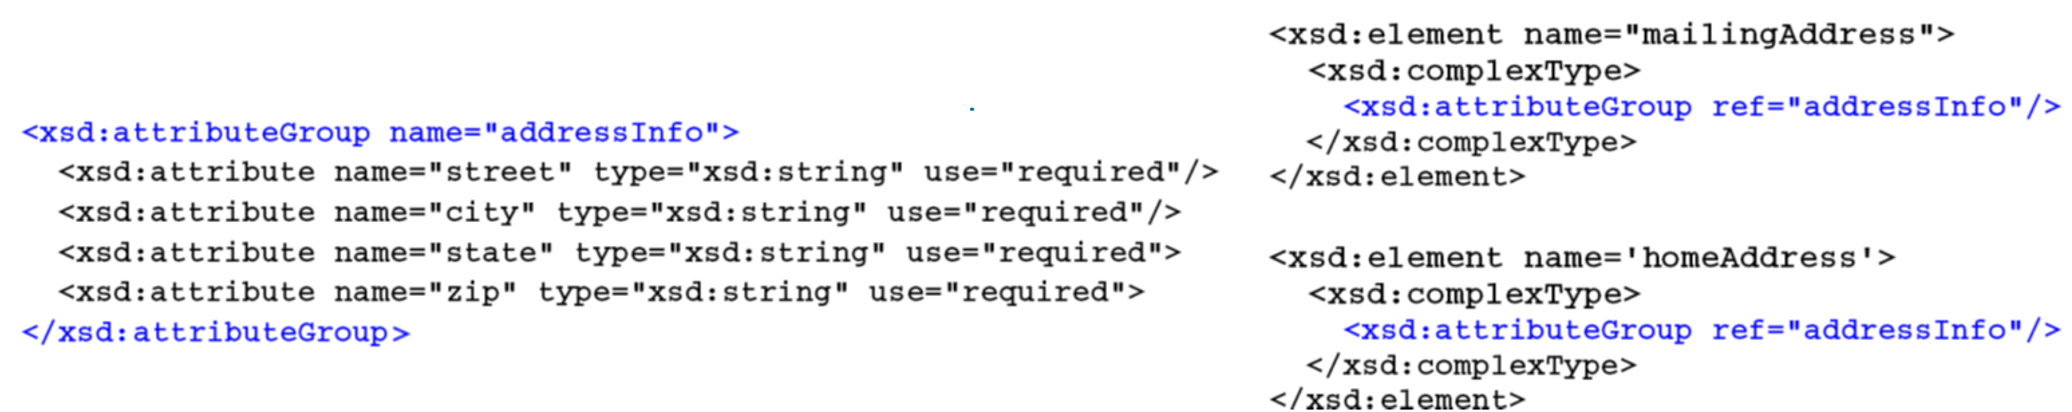 <xsd:attributeGroup name="addressInfo">
<xsd:attribute name="street" type="xsd:string" use="required"/>
<xsd:attribute name="city" type="xsd:string" use="required"/>
<xsd:attribute name="state" type="xsd:string" use="required">
<xsd:attribute name="zip" type="xsd:string" use="required">
</xsd:attributeGroup>
<xsd:element name="mailingAddress">
<xsd:complexType>
<xsd:attributeGroup ref="addressInfo"/>
</xsd:complexType>
</xsd:element>
<xsd:element name='homeAddress'>
<xsd:complexType>
<xsd:attributeGroup ref="addressInfo"/>
</xsd:complexType>
</xsd:element>